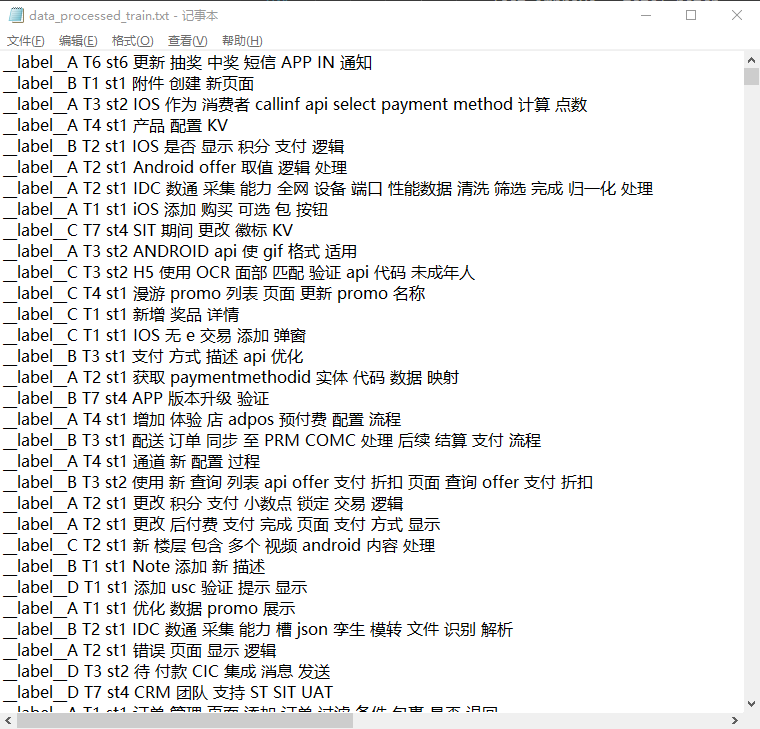 data_processed_train.txt - 记事本
文件(F) 编辑(E) 格式(O) 查看(V) 帮助(H)
__label__A T6 st6 更新 抽奖 中奖 短信 APP IN 通知
__label__B T1 st1 附件 创建 新页面
__label__A T3 st2 IOS 作为 消费者 callinf api select payment method 计算 点数
__label__A T4 st1 产品 配置 KV
__label__B T2 st1 IOS 是否 显示 积分 支付 逻辑
__label__A T2 st1 Android offer 取值 逻辑 处理
__label__A T2 st1 IDC 数通 采集 能力 全网 设备 端口 性能数据 清洗 筛选 完成 归一化 处理
__label__A T1 st1 iOS 添加 购买 可选 包 按钮
__label__C T7 st4 SIT 期间 更改 徽标 KV
__label__A T3 st2 ANDROID api 使 gif 格式 适用
__label__C T3 st2 H5 使用 OCR 面部 匹配 验证 api 代码 未成年人
__label__C T4 st1 漫游 promo 列表 页面 更新 promo 名称
__label__C T1 st1 新增 奖品 详情
__label__C T1 st1 IOS 无 e 交易 添加 弹窗
__label__B T3 st1 支付 方式 描述 api 优化
__label__A T2 st1 获取 paymentmethodid 实体 代码 数据 映射
__label__B T7 st4 APP 版本升级 验证
__label__A T4 st1 增加 体验 店 adpos 预付费 配置 流程
__label__B T3 st1 配送 订单 同步 至 PRM COMC 处理 后续 结算 支付 流程
__label__A T4 st1 通道 新 配置 过程
__label__B T3 st2 使用 新 查询 列表 api offer 支付 折扣 页面 查询 offer 支付 折扣
__label__A T2 st1 更改 积分 支付 小数点 锁定 交易 逻辑
__label__A T2 st1 更改 后付费 支付 完成 页面 支付 方式 显示
__label__C T2 st1 新 楼层 包含 多个 视频 android 内容 处理
__label__B T1 st1 Note 添加 新 描述
__label__D T1 st1 添加 usc 验证 提示 显示
__label__A T1 st1 优化 数据 promo 展示
__label__B T2 st1 IDC 数通 采集 能力 槽 json 孪生 模转 文件 识别 解析
__label__A T2 st1 错误 页面 显示 逻辑
__label__D T3 st2 待 付款 CIC 集成 消息 发送
__label__D T7 st4 CRM 团队 支持 ST SIT UAT
__label__A T1 st1 订单 管理 页面 添加 订单 过滤 条件 包裹 是否 退回